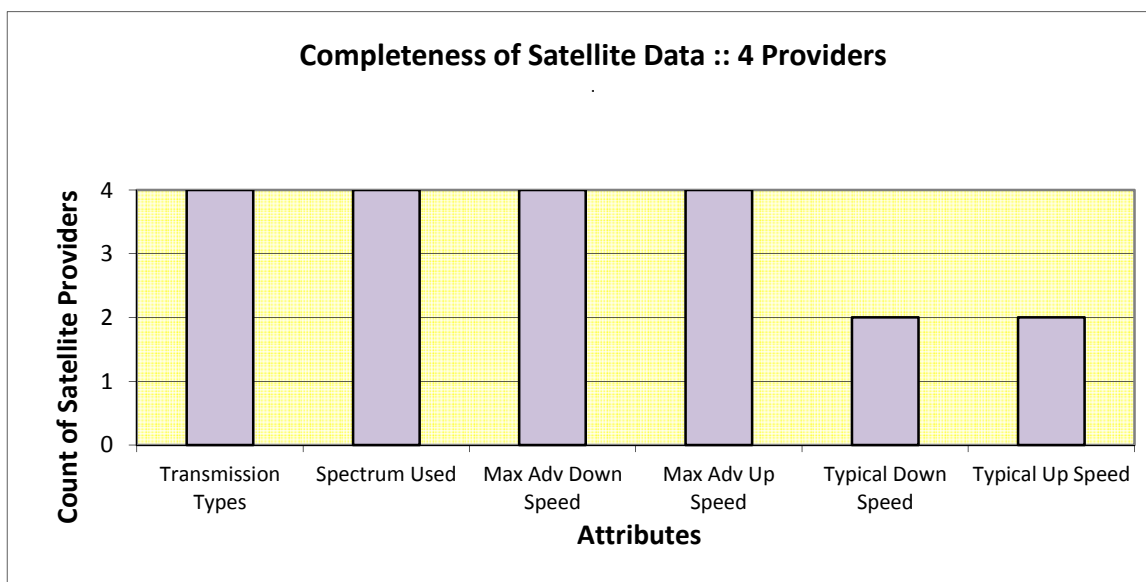 Completeness of Satellite Data :: 4 Providers
.
Count of Satellite Providers
4
3
2
1
0
Transmission Types
Spectrum Used
Max Adv Down Speed
Max Adv Up Speed
Typical Down Speed
Typical Up Speed
Attributes